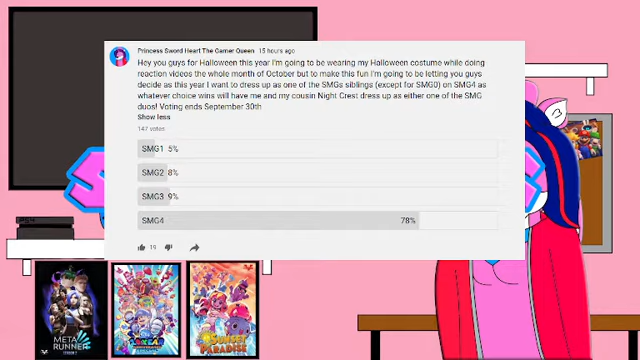 Princess Sword Heart The Gamer Queen 15 hours ago
Hey you guys for Halloween this year I'm going to be wearing my Halloween costume while doing
reaction videos the whole month of October but to make this fun I'm going to be letting you guys
decide as this year I want to dress up as one of the SMGs siblings (except for SMG0) on SMG4 as
whatever choice wins will have me and my cousin Night Crest dress up as either one of the SMG
duos! Voting ends September 30th
Show less
147 votes
SMG1 5%
SMG2 8%
SMG3 9%
SMG4 78%
19
META
RUNNER
SUNSET
PARADISE